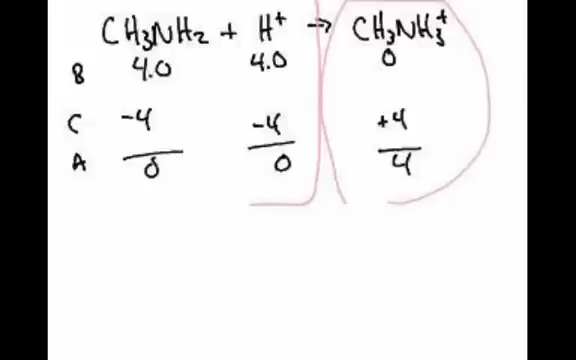 CH3NH2 + H+ → CH3NH3+
B 4.0 4.0 0
C -4 -4 +4
A 0 0 4